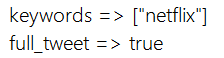 keywords => ["netflix"]
full_tweet => true